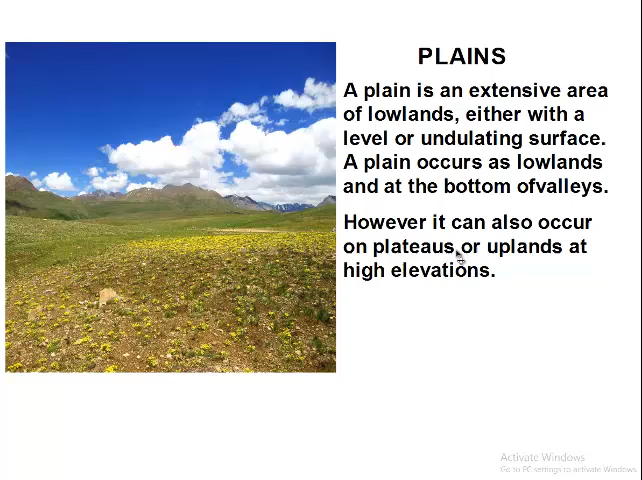 PLAINS
A plain is an extensive area
of lowlands, either with a
level or undulating surface.
A plain occurs as lowlands
and at the bottom ofvalleys.
However it can also occur
on plateaus or uplands at
high elevations.
Activate Windows
Go to PC settings to activate Windows.